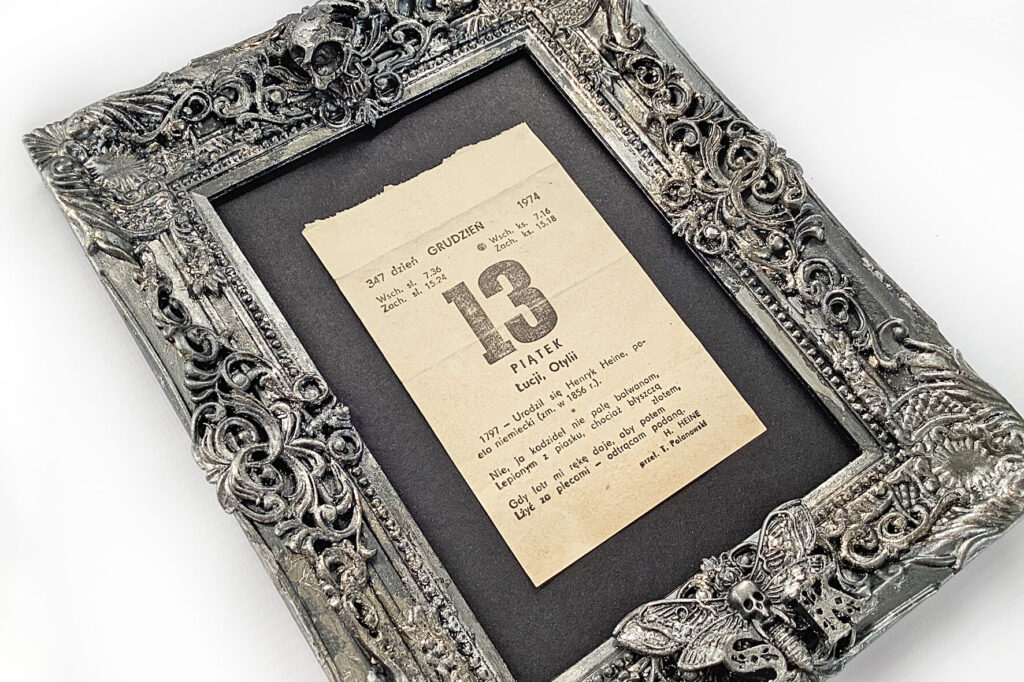 347 dzień GRUDZIEŃ 1974
Wsch. sł. 7.36
Zach. sł. 15.24
Wsch. ks. 7.16
Zach. ks. 15.18
13
PIĄTEK
Łucji, Otylii
1797 – Urodził się Henryk Heine, po-
eta niemiecki (zm. w 1856 r.).
*
Nie, ja kadzideł nie palę bałwanom,
Lepionym z piasku, chociaż błyszczą złotem,
Gdy łotr mi rękę daje, aby potem
Lżyć za plecami – odtrącam podaną.
H. HEINE
przeł. T. Polanowski